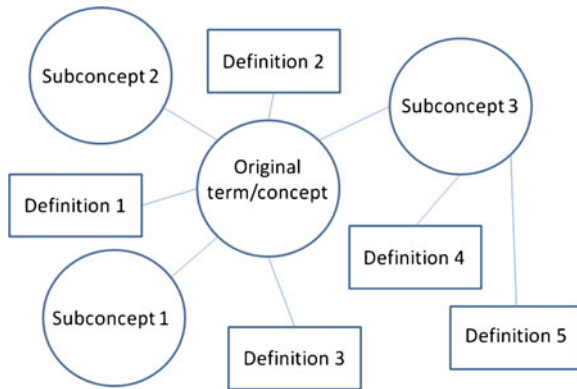 Subconcept 2
Definition 2
Subconcept 3
Original
term/concept
Definition 1
Definition 4
Subconcept 1
Definition 3
Definition 5